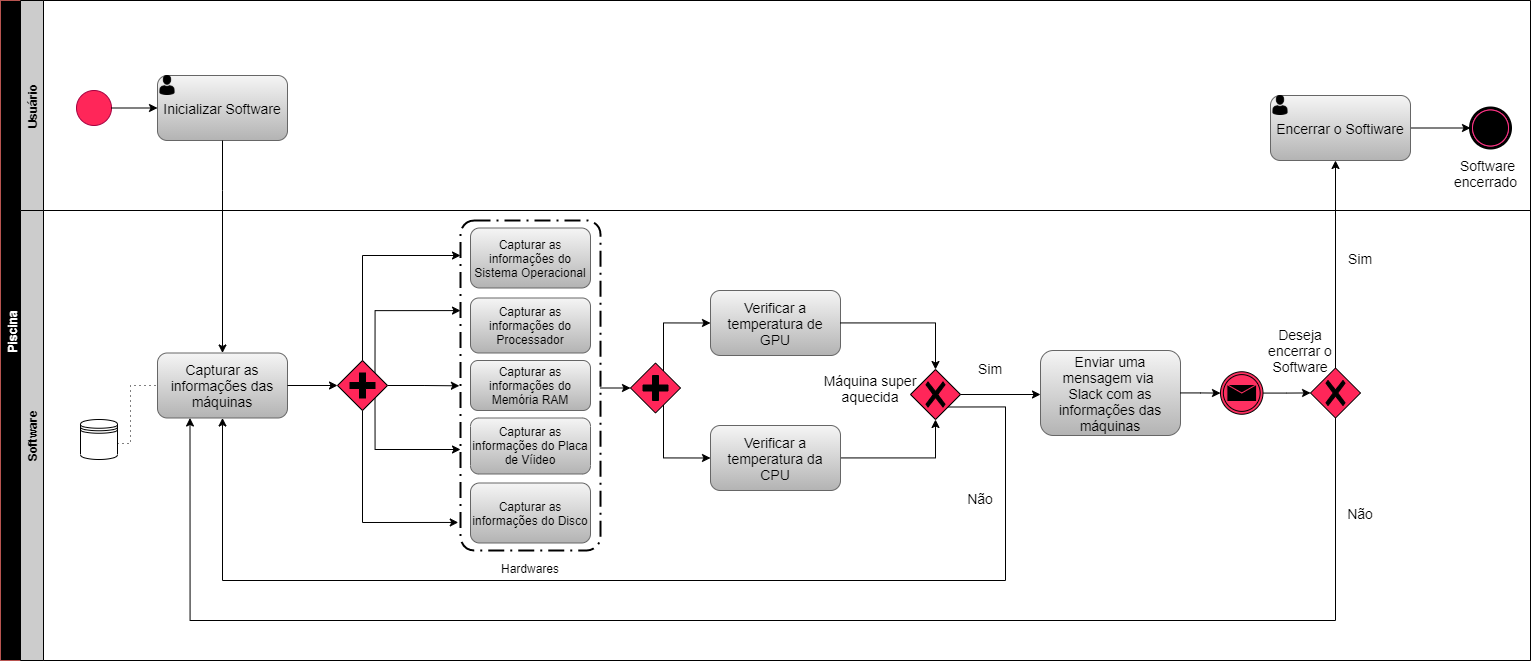 Piscina
Usuário
Inicializar Software
Encerrar o Softiware
Software
encerrado
Software
Capturar as
informações das
máquinas
Capturar as
informações do
Sistema Operacional
Capturar as
informações do
Processador
Capturar as
informações do
Memória RAM
Capturar as
informações do Placa
de Víideo
Capturar as
informações do Disco
Hardwares
Verificar a
temperatura de
GPU
Verificar a
temperatura da
CPU
Máquina super
aquecida
Sim
Não
Enviar uma
mensagem via
Slack com as
informações das
máquinas
Deseja
encerrar o
Software
Sim
Não